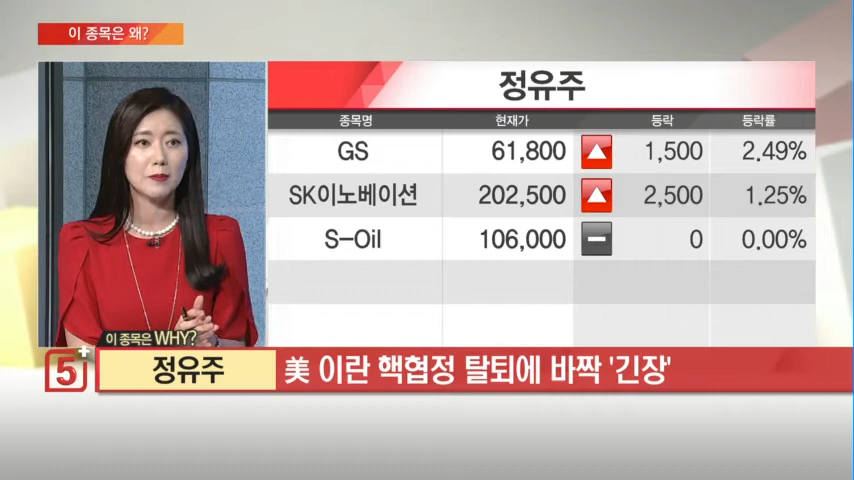 이 종목은 왜?
정유주
종목명 현재가 등락 등락률
GS 61,800 1,500 2.49%
SK이노베이션 202,500 2,500 1.25%
S-Oil 106,000 0 0.00%
이 종목은 WHY?
5+ 정유주 美 이란 핵협정 탈퇴에 바짝 '긴장'